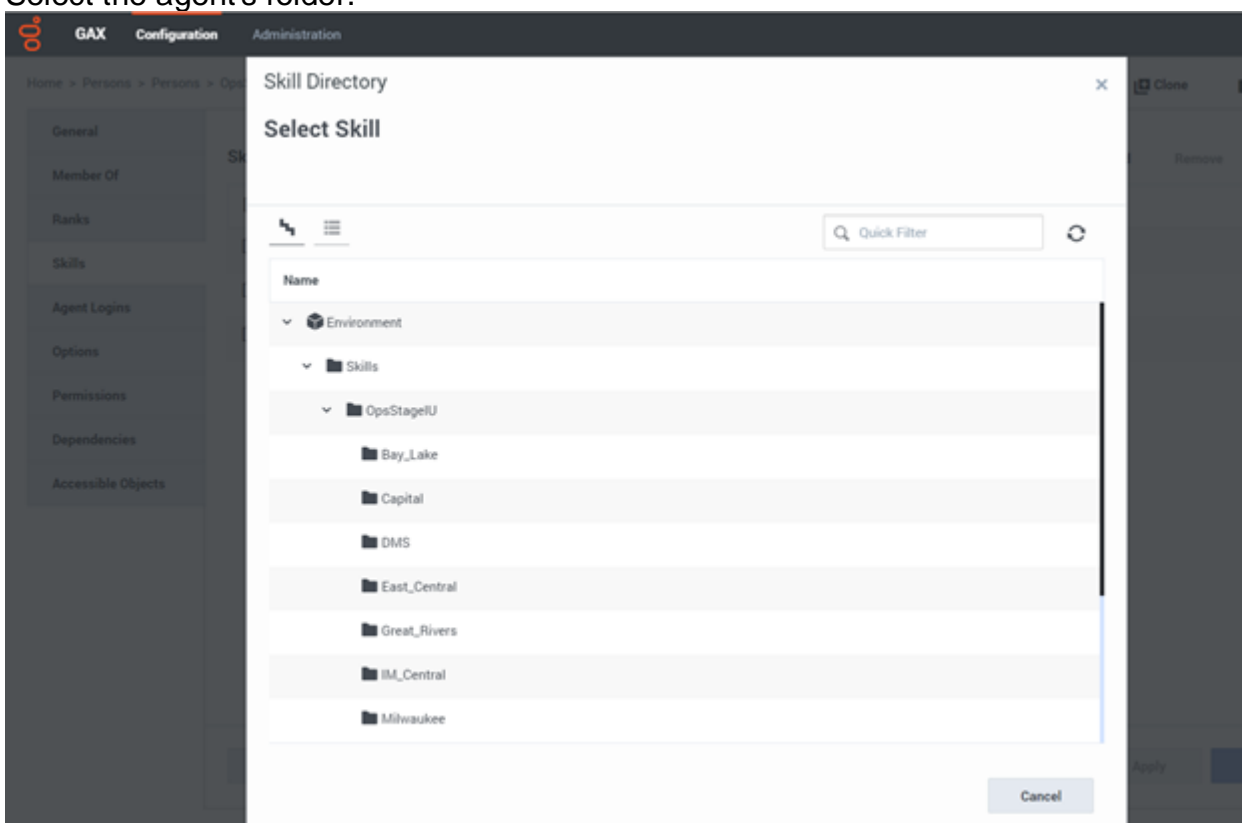 Select the agent's folder.
GAX Configuration Administration
Home > Persons > Persons > Ops
Skill Directory
Clone
Select Skill
General
Member Of
Ranks
Skills
Agent Logins
Options
Permissions
Dependencies
Accessible Objects
Sk
Remove
Quick Filter
Name
Environment
Skills
OpsStageIU
Bay_Lake
Capital
DMS
East_Central
Great_Rivers
IM_Central
Milwaukee
Apply
Cancel